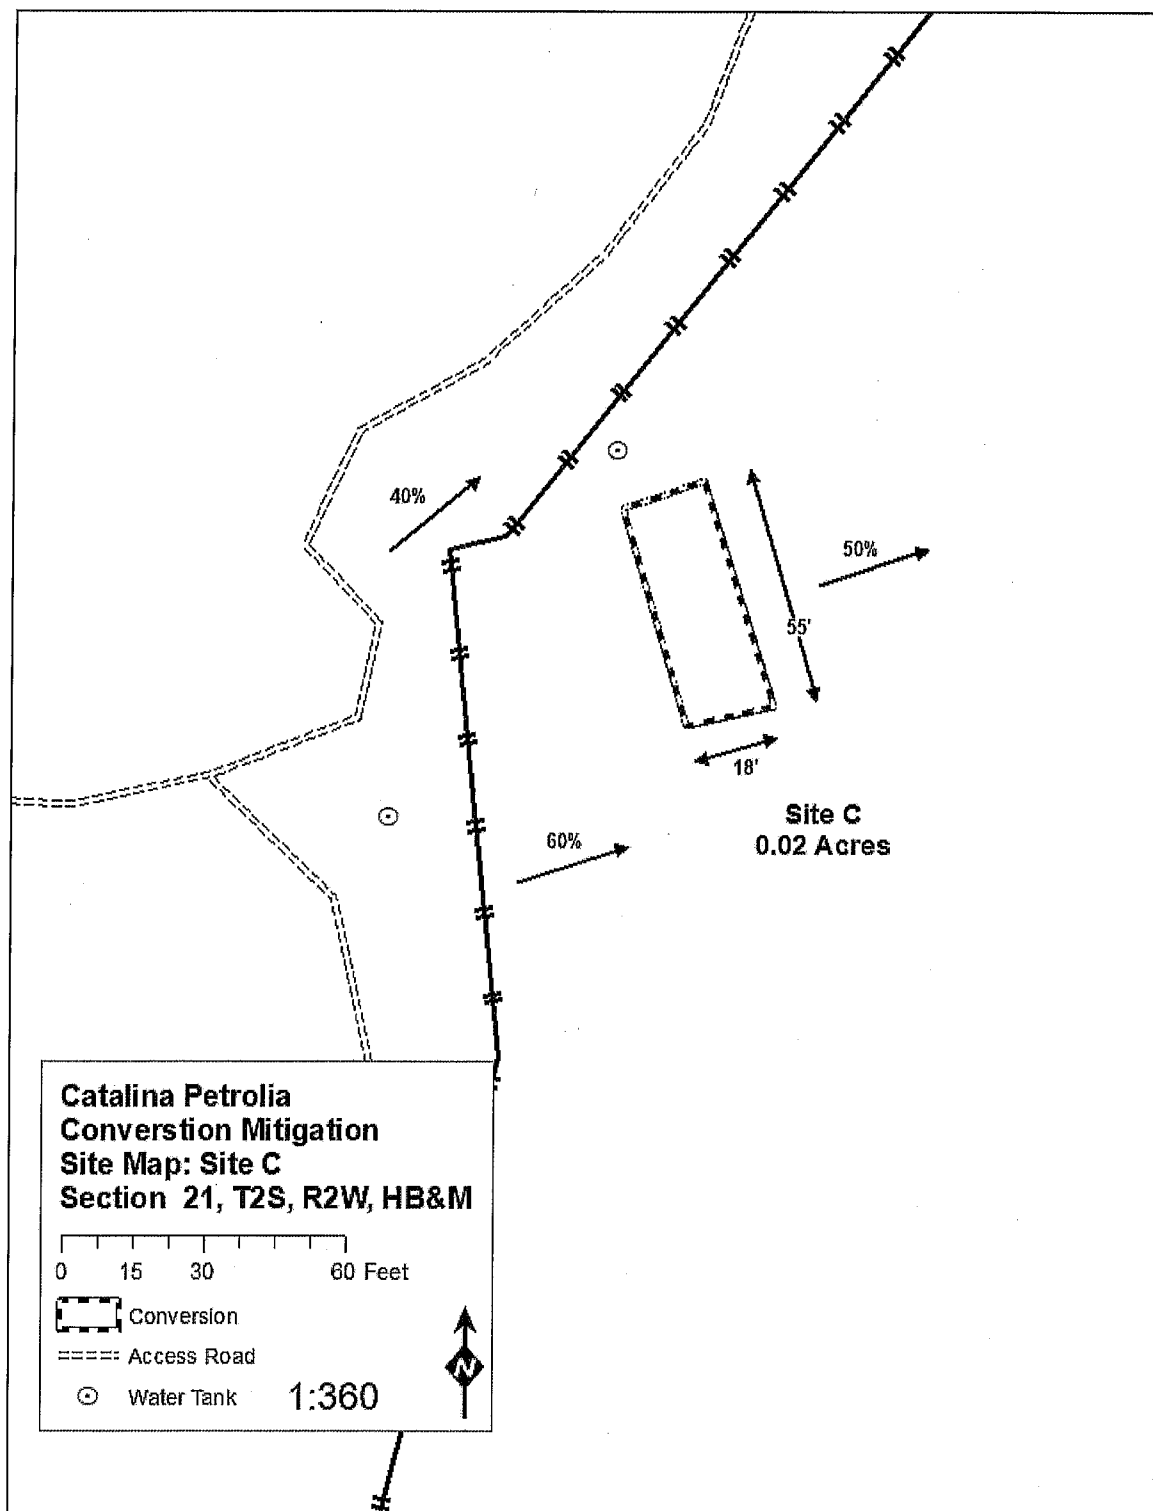 40%
50%
55'
18'
Site C
0.02 Acres
60%
Catalina Petrolia
Converstion Mitigation
Site Map: Site C
Section 21, T2S, R2W, HB&M
0 15 30 60 Feet
Conversion
Access Road
Water Tank 1:360
N